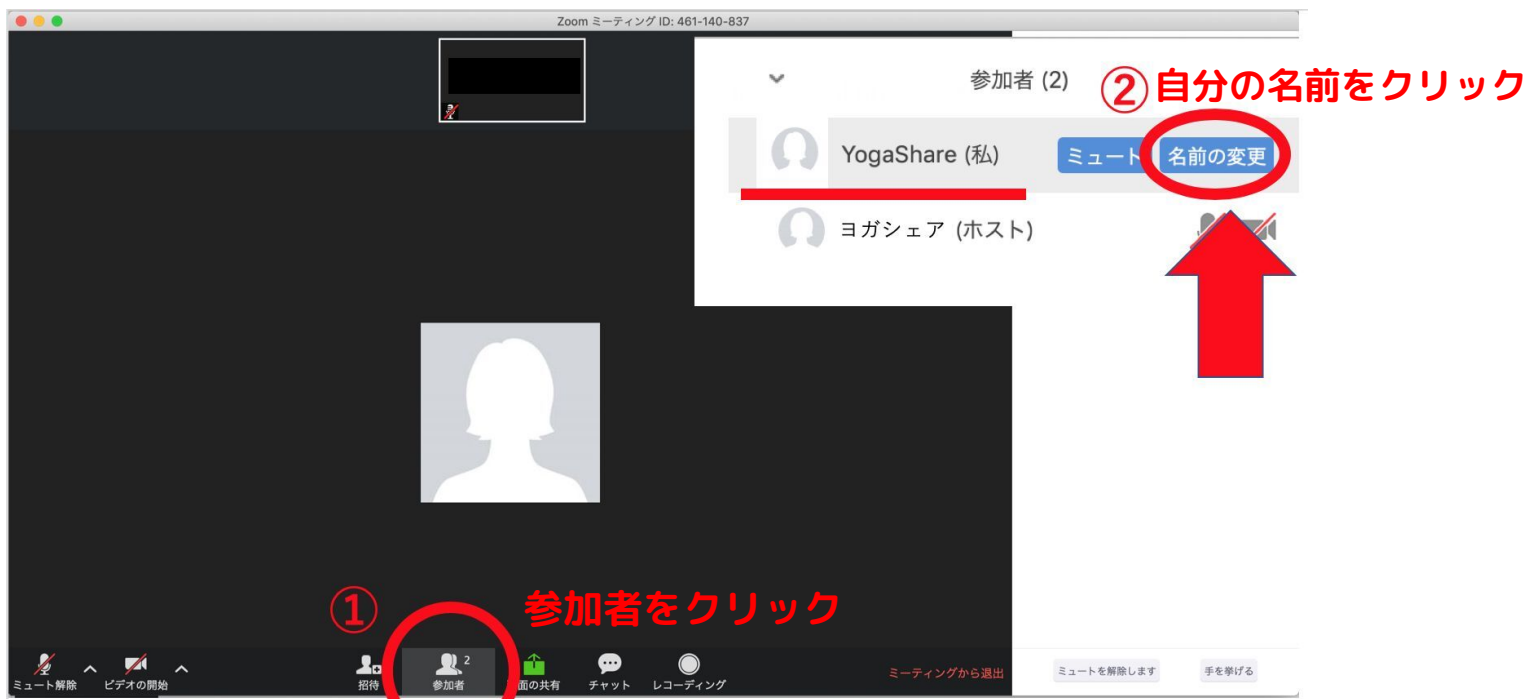 Zoom ミーティング ID: 461-140-837
参加者 (2)
② 自分の名前をクリック
YogaShare (私)
ミュート
名前の変更
ヨガシェア (ホスト)
① 参加者をクリック
ミュート解除
ビデオの開始
招待
2
参加者
面の共有
チャット
レコーディング
ミーティングから退出
ミュートを解除します
手を挙げる